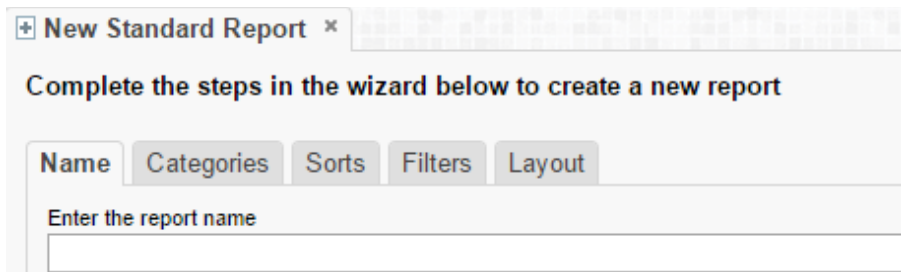 New Standard Report ×
Complete the steps in the wizard below to create a new report
Name Categories Sorts Filters Layout
Enter the report name